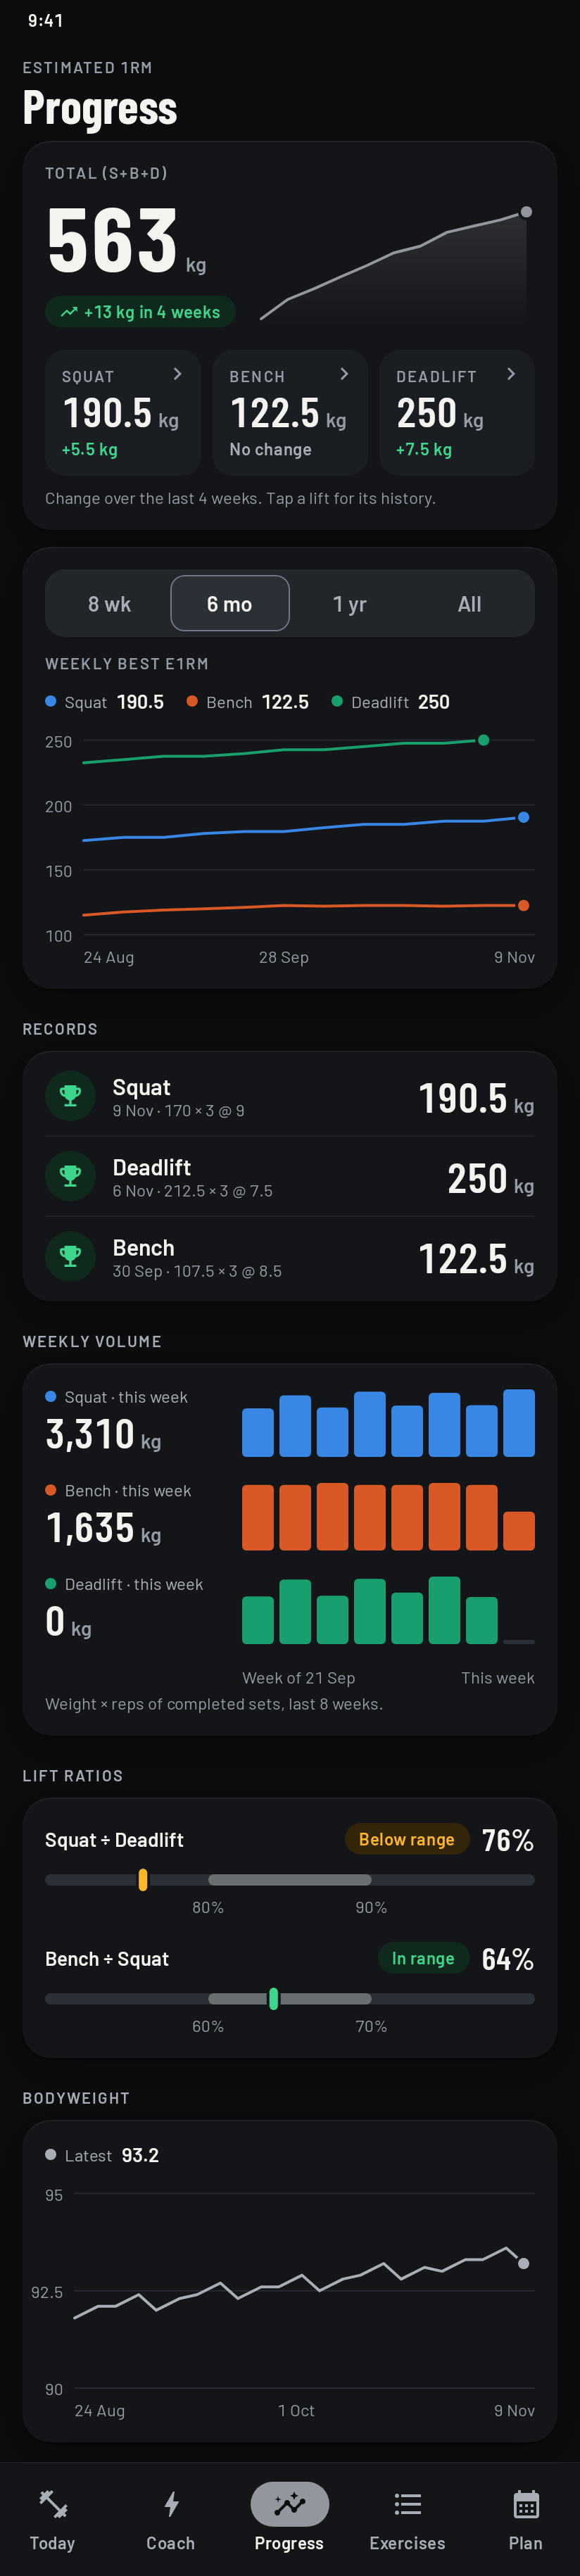 9:41
ESTIMATED 1RM
Progress
TOTAL (S+B+D)
563 kg
+13 kg in 4 weeks
SQUAT
190.5 kg
+5.5 kg
BENCH
122.5 kg
No change
DEADLIFT
250 kg
+7.5 kg
Change over the last 4 weeks. Tap a lift for its history.
8 wk 6 mo 1 yr All
WEEKLY BEST E1RM
Squat 190.5 Bench 122.5 Deadlift 250
250
200
150
100
24 Aug 28 Sep 9 Nov
RECORDS
Squat
9 Nov · 170 × 3 @ 9
190.5 kg
Deadlift
6 Nov · 212.5 × 3 @ 7.5
250 kg
Bench
30 Sep · 107.5 × 3 @ 8.5
122.5 kg
WEEKLY VOLUME
Squat · this week
3,310 kg
Bench · this week
1,635 kg
Deadlift · this week
0 kg
Week of 21 Sep This week
Weight × reps of completed sets, last 8 weeks.
LIFT RATIOS
Squat ÷ Deadlift Below range 76%
80% 90%
Bench ÷ Squat In range 64%
60% 70%
BODYWEIGHT
Latest 93.2
95
92.5
90
24 Aug 1 Oct 9 Nov
Today Coach Progress Exercises Plan